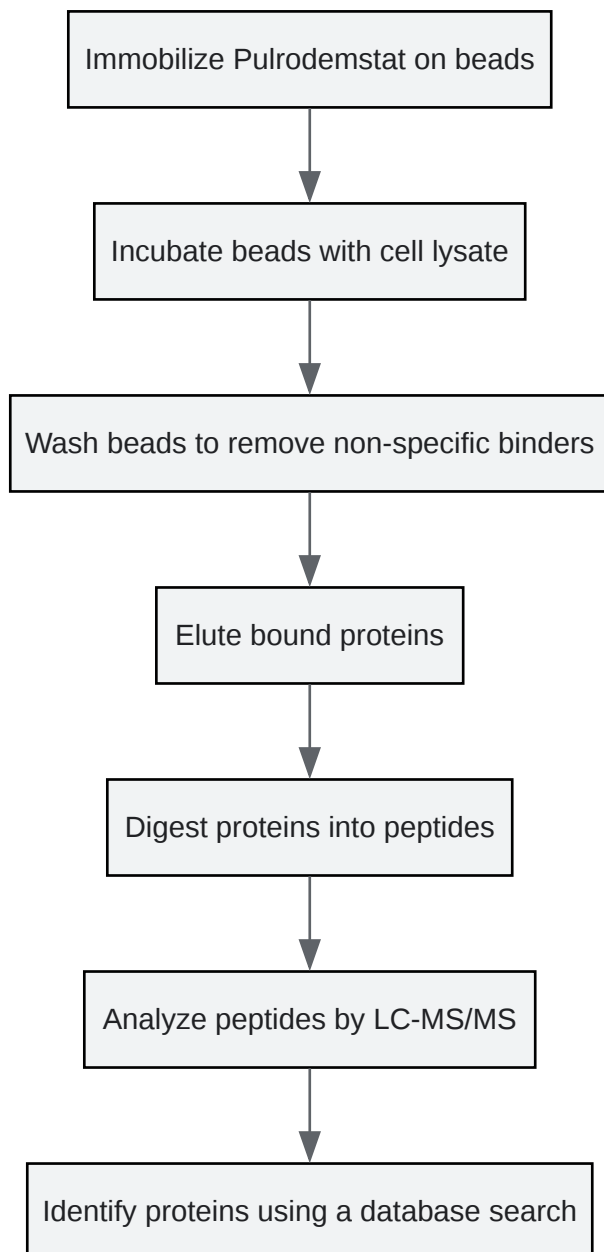 Immobilize Pulrodemstat on beads
Incubate beads with cell lysate
Wash beads to remove non-specific binders
Elute bound proteins
Digest proteins into peptides
Analyze peptides by LC-MS/MS
Identify proteins using a database search